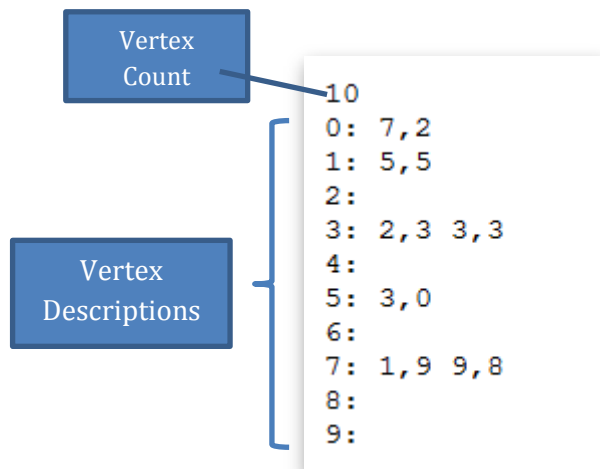 Vertex
Count
10
0: 7,2
1: 5,5
2:
3: 2,3 3,3
4:
5: 3,0
6:
7: 1,9 9,8
8:
9:
Vertex
Descriptions